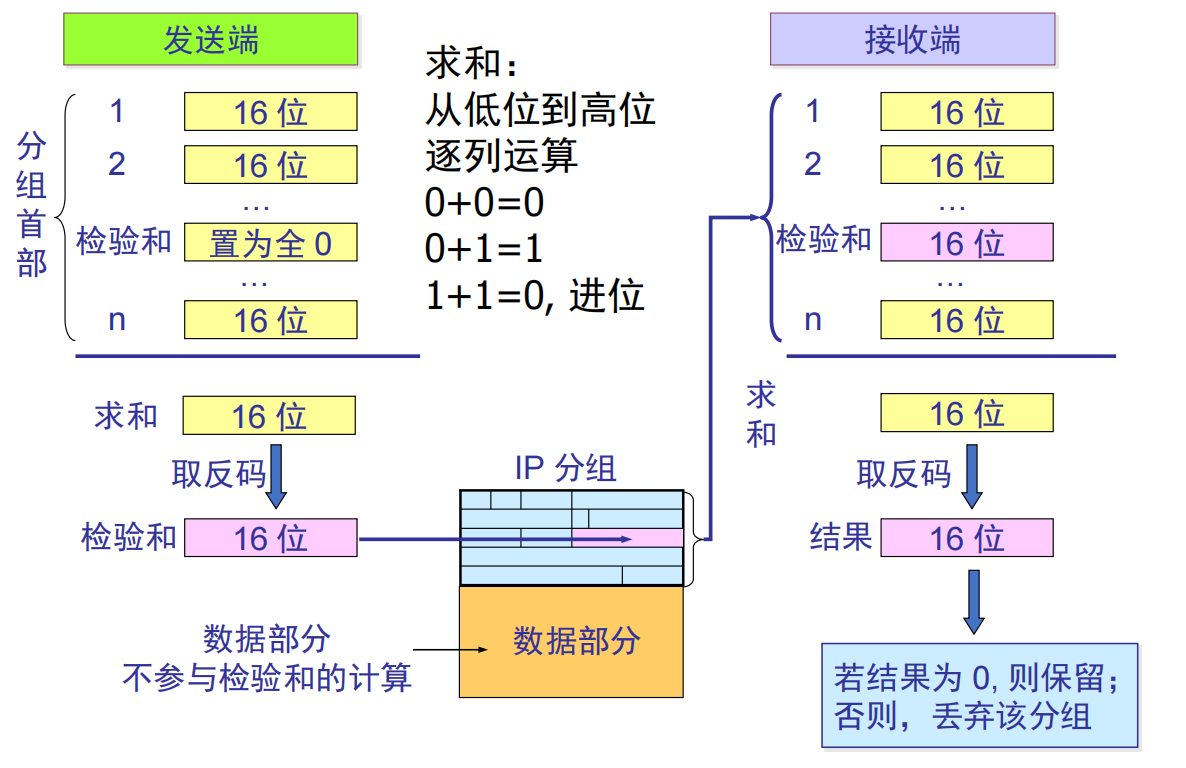 发送端
分组首部
1 16 位
2 16 位
…
检验和 置为全 0
…
n 16 位
求和 16 位
取反码
检验和 16 位
数据部分
不参与检验和的计算
求和：
从低位到高位
逐列运算
0+0=0
0+1=1
1+1=0, 进位
IP 分组
数据部分
接收端
1 16 位
2 16 位
…
检验和 16 位
…
n 16 位
求和 16 位
取反码
结果 16 位
若结果为 0, 则保留；
否则，丢弃该分组